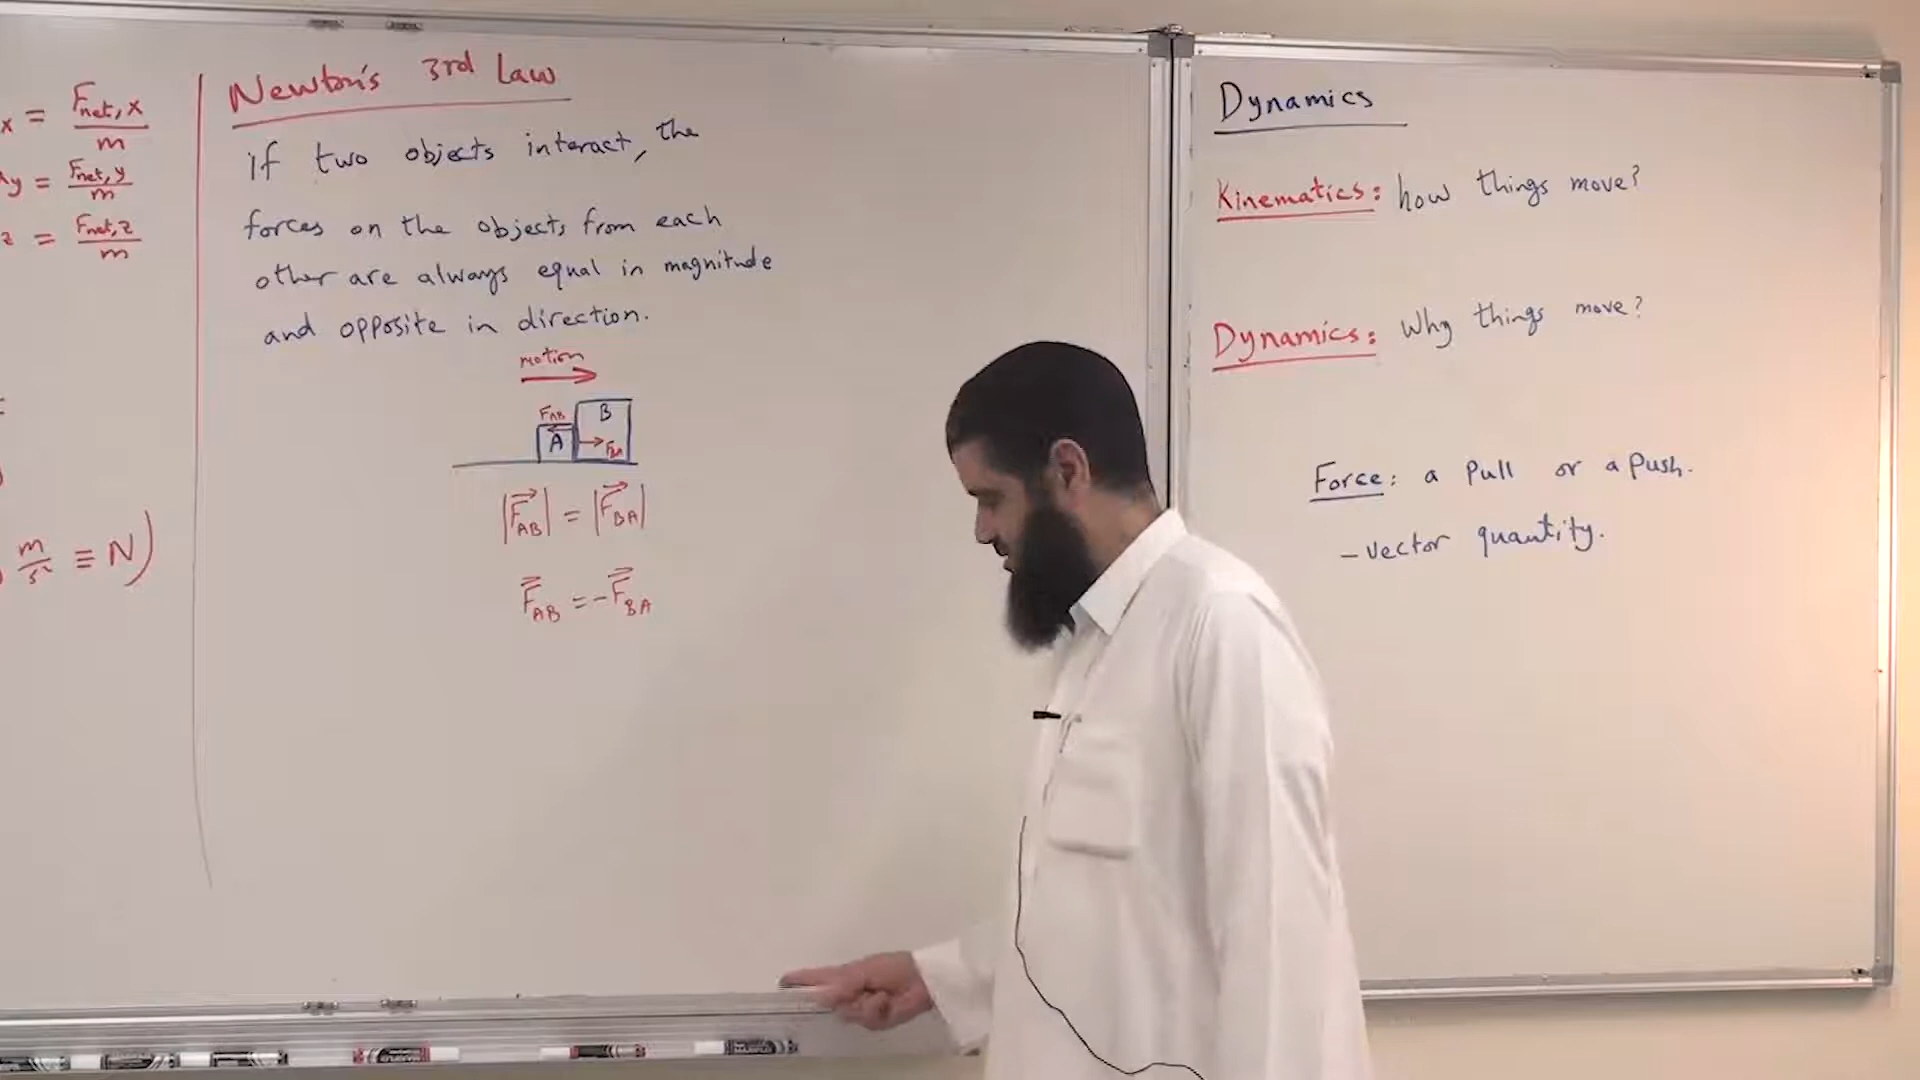 x = Fnet,x / m
y = Fnet,y / m
z = Fnet,z / m
m/s² ≡ N)
Newton's 3rd Law
if two objects interact, the
forces on the objects from each
other are always equal in magnitude
and opposite in direction.
motion
FAB
B
A
FBA
|F⃗AB| = |F⃗BA|
F⃗AB = -F⃗BA
Dynamics
Kinematics: how things move?
Dynamics: Why things move?
Force: a pull or a push.
- vector quantity.